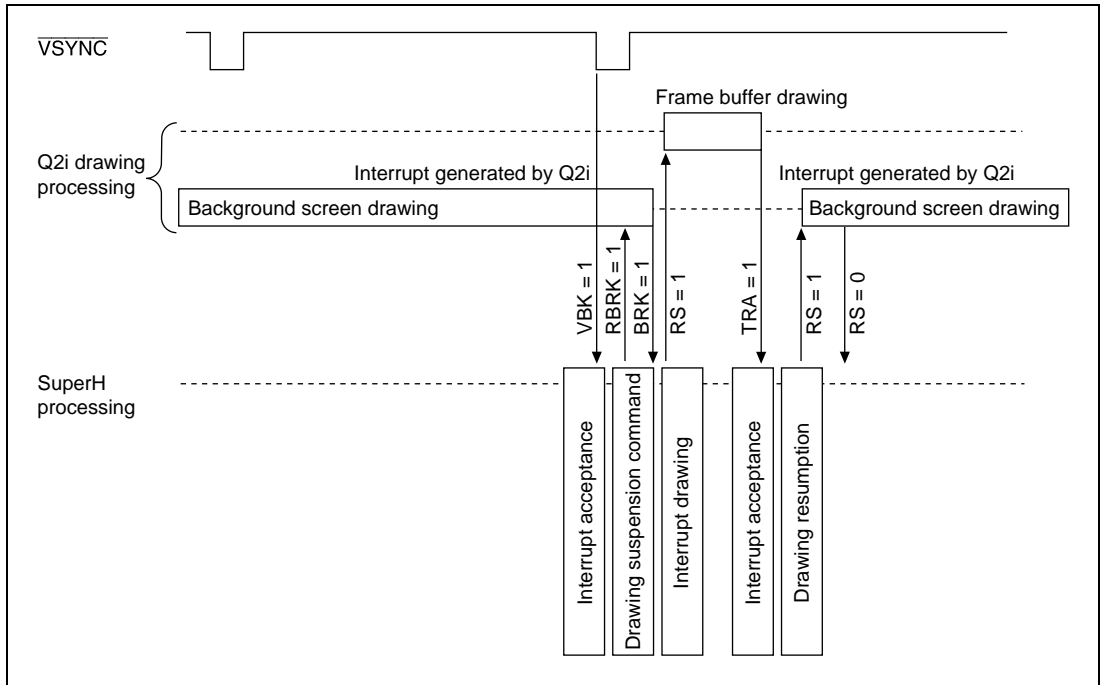 VSYNC
Frame buffer drawing
Q2i drawing
processing
Interrupt generated by Q2i
Interrupt generated by Q2i
Background screen drawing
Background screen drawing
VBK = 1
RBRK = 1
BRK = 1
RS = 1
TRA = 1
RS = 1
RS = 0
SuperH
processing
Interrupt acceptance
Drawing suspension command
Interrupt drawing
Interrupt acceptance
Drawing resumption